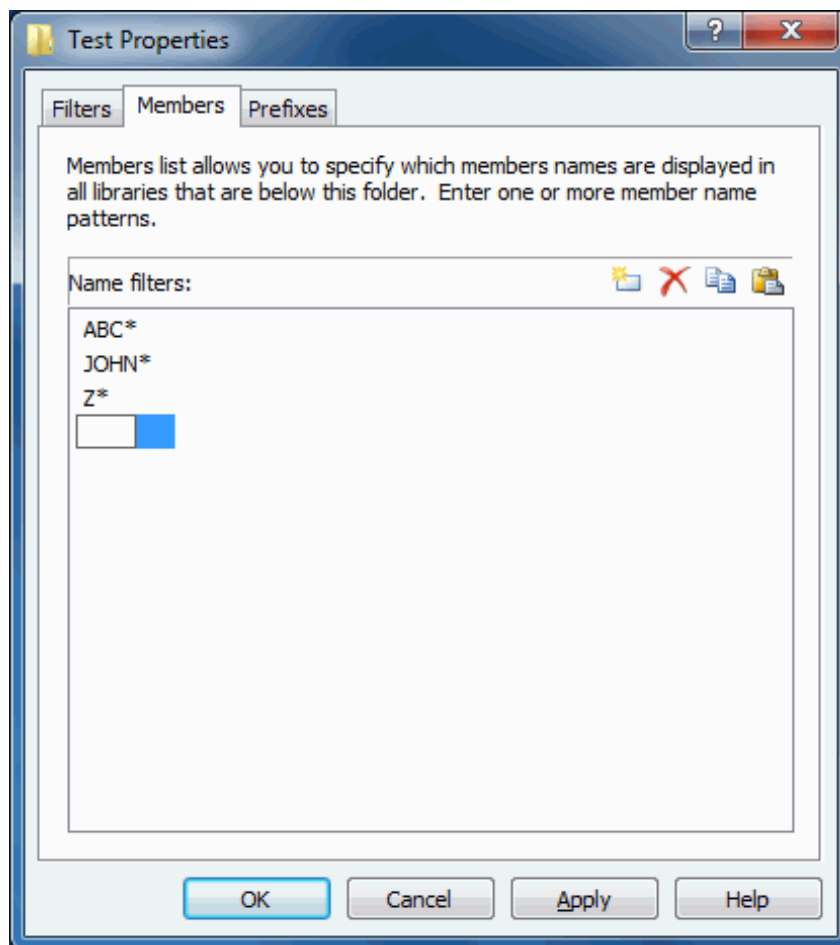 Test Properties
?
X
Filters Members Prefixes
Members list allows you to specify which members names are displayed in
all libraries that are below this folder. Enter one or more member name
patterns.
Name filters:
ABC*
JOHN*
Z*
OK Cancel Apply Help